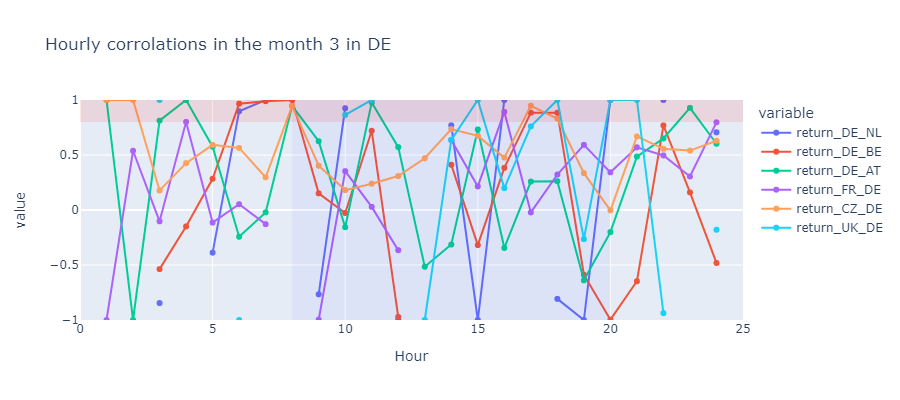 Hourly corrolations in the month 3 in DE
variable
return_DE_NL
return_DE_BE
return_DE_AT
return_FR_DE
return_CZ_DE
return_UK_DE
value
1
0.5
0
−0.5
−1
0 5 10 15 20 25
Hour